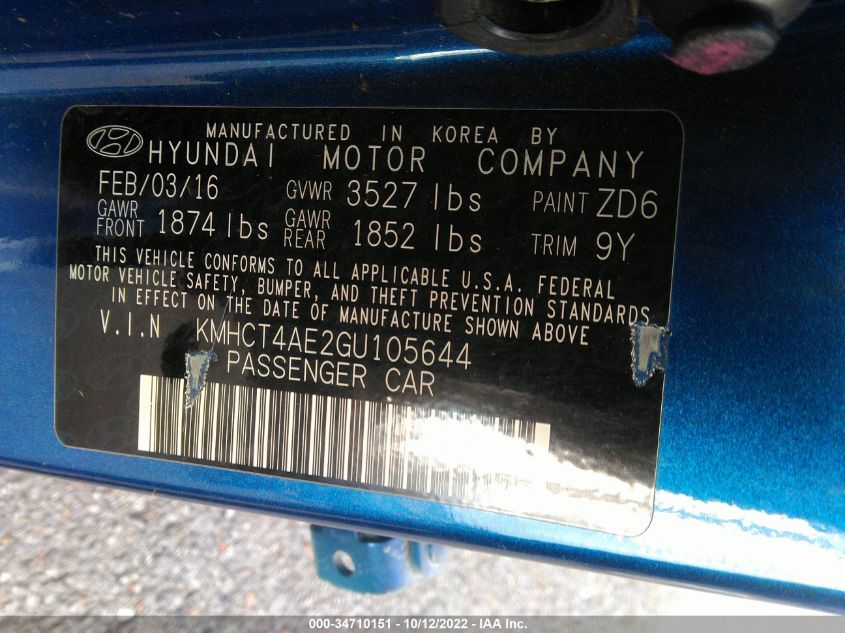 MANUFACTURED IN KOREA BY
HYUNDAI MOTOR COMPANY
FEB/03/16 GVWR 3527 lbs PAINT ZD6
GAWR FRONT 1874 lbs GAWR REAR 1852 lbs TRIM 9Y
THIS VEHICLE CONFORMS TO ALL APPLICABLE U.S.A. FEDERAL
MOTOR VEHICLE SAFETY, BUMPER, AND THEFT PREVENTION STANDARDS
IN EFFECT ON THE DATE OF MANUFACTURE SHOWN ABOVE
V.I.N KMHCT4AE2GU105644
PASSENGER CAR
000-34710151 - 10/12/2022 - IAA Inc.